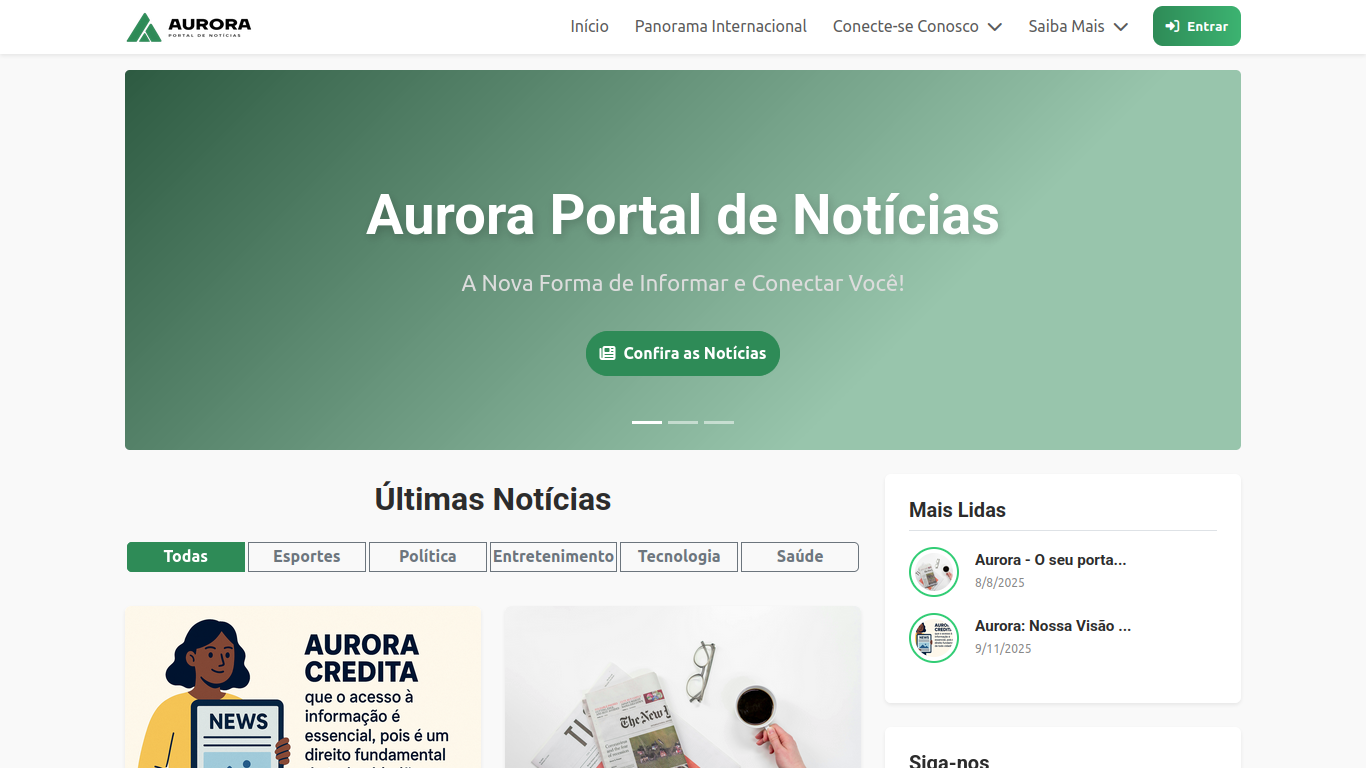 AURORA
PORTAL DE NOTÍCIAS
Início
Panorama Internacional
Conecte-se Conosco
Saiba Mais
Entrar
Aurora Portal de Notícias
A Nova Forma de Informar e Conectar Você!
Confira as Notícias
Últimas Notícias
Todas
Esportes
Política
Entretenimento
Tecnologia
Saúde
AURORA
CREDITA
que o acesso à
informação é
essencial, pois é um
direito fundamental
NEWS
The New
Mais Lidas
Aurora - O seu porta...
8/8/2025
Aurora: Nossa Visão ...
9/11/2025
Siga-nos